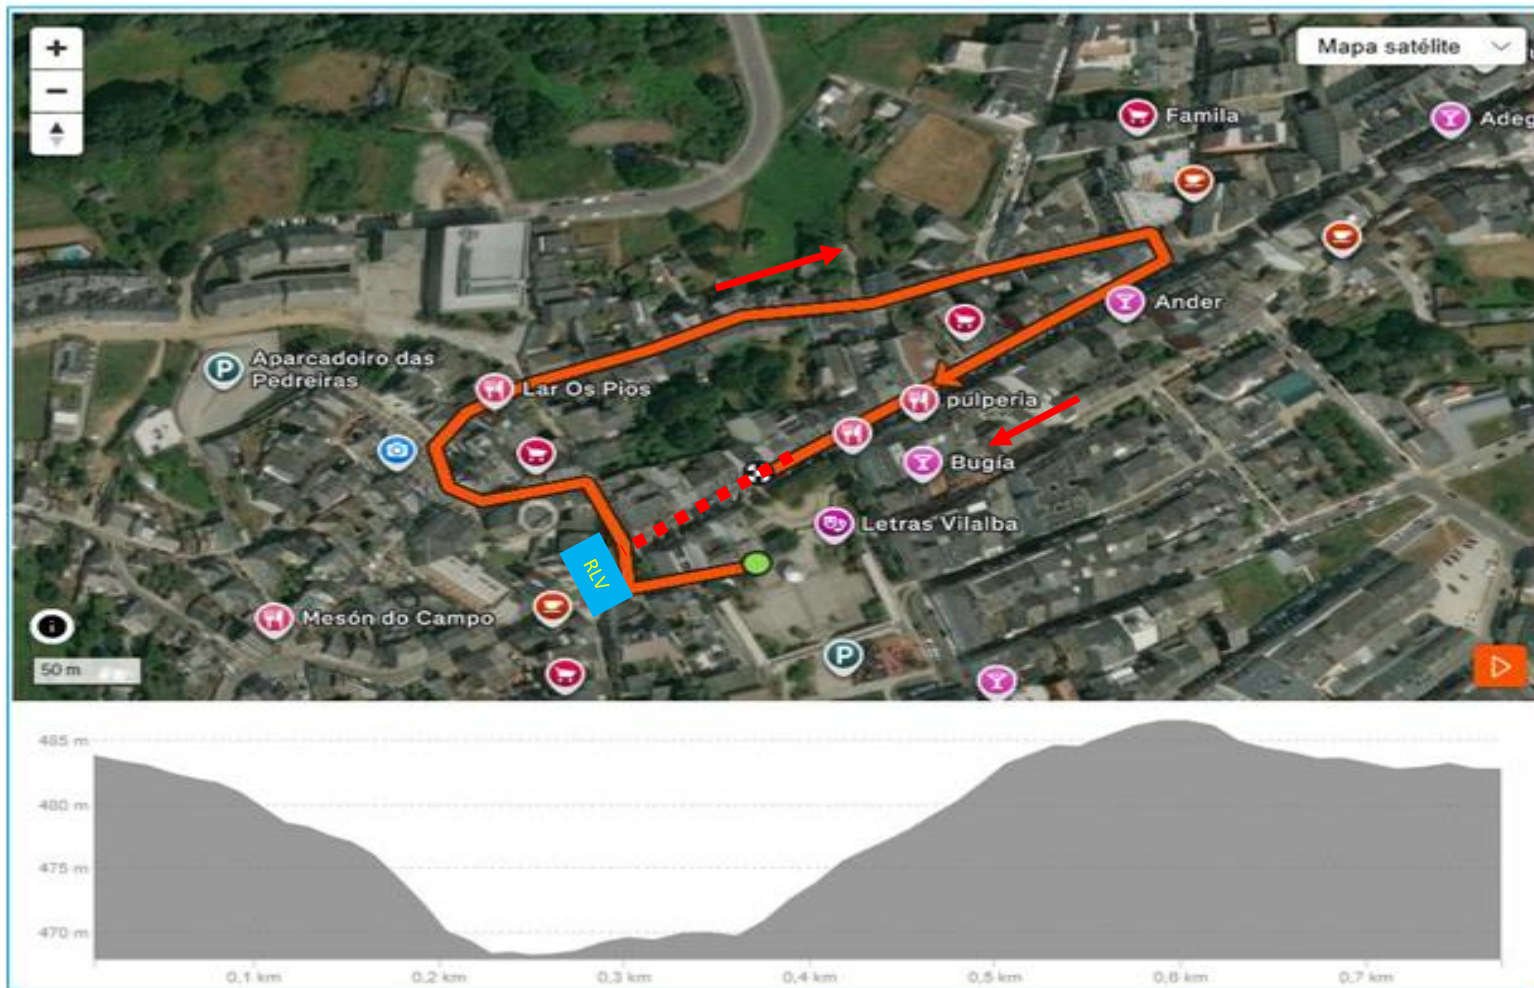 +
Mapa satélite
−
Familia
Adeg
Ander
Aparcadoiro das
Pedreiras
P
Lar Os Pios
pulperia
Bugía
Letras Vilalba
RLV
Mesón do Campo
P
i
50 m
485 m
480 m
475 m
470 m
0,1 km
0,2 km
0,3 km
0,4 km
0,5 km
0,6 km
0,7 km